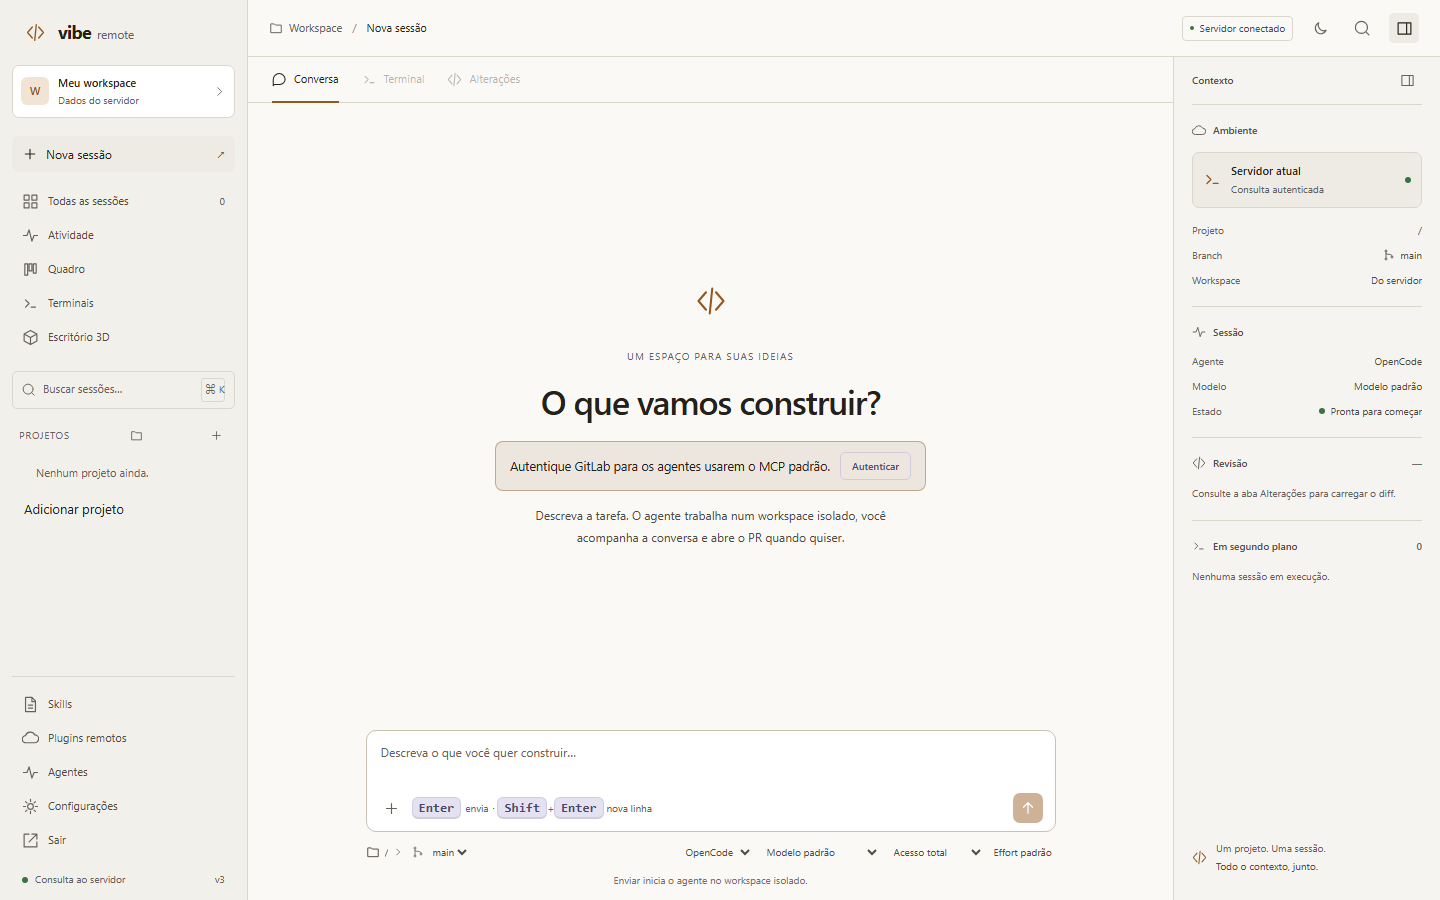 vibe remote
W
Meu workspace
Dados do servidor
Nova sessão
Todas as sessões 0
Atividade
Quadro
Terminais
Escritório 3D
Buscar sessões... ⌘ K
PROJETOS
Nenhum projeto ainda.
Adicionar projeto
Skills
Plugins remotos
Agentes
Configurações
Sair
Consulta ao servidor v3
Workspace / Nova sessão
Servidor conectado
Conversa Terminal Alterações
UM ESPAÇO PARA SUAS IDEIAS
O que vamos construir?
Autentique GitLab para os agentes usarem o MCP padrão. Autenticar
Descreva a tarefa. O agente trabalha num workspace isolado, você
acompanha a conversa e abre o PR quando quiser.
Descreva o que você quer construir...
Enter envia · Shift + Enter nova linha
/ main OpenCode Modelo padrão Acesso total Effort padrão
Enviar inicia o agente no workspace isolado.
Contexto
Ambiente
Servidor atual
Consulta autenticada
Projeto /
Branch main
Workspace Do servidor
Sessão
Agente OpenCode
Modelo Modelo padrão
Estado Pronta para começar
Revisão —
Consulte a aba Alterações para carregar o diff.
Em segundo plano 0
Nenhuma sessão em execução.
Um projeto. Uma sessão.
Todo o contexto, junto.